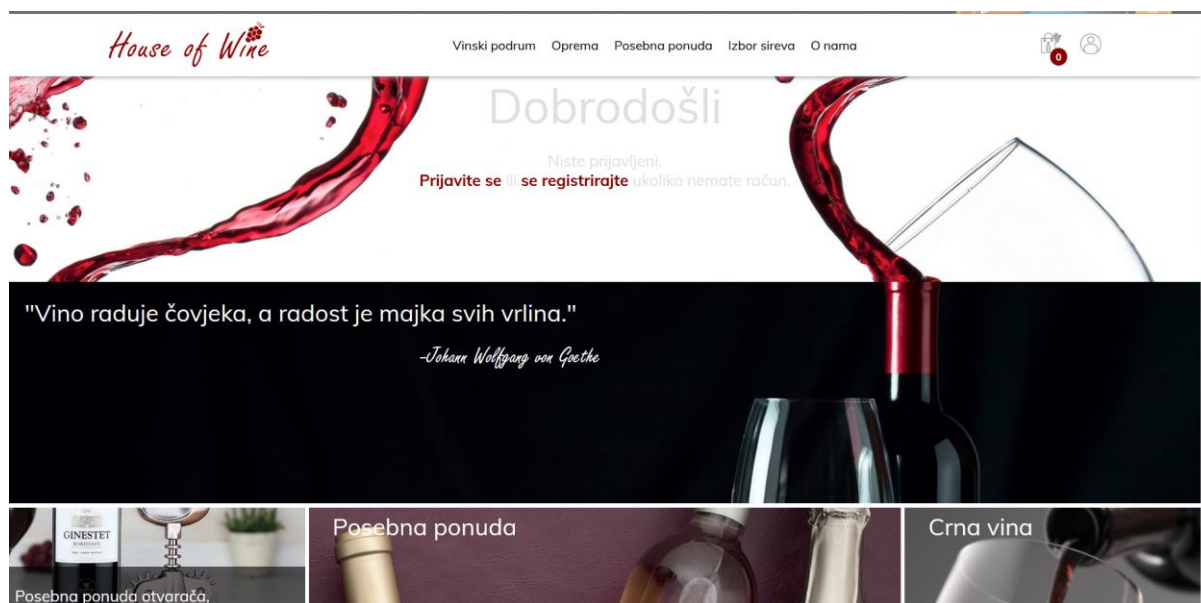 House of Wine
Vinski podrum Oprema Posebna ponuda Izbor sireva O nama
0
Dobrodošli
Niste prijavljeni.
Prijavite se ili se registrirajte ukoliko nemate račun.
"Vino raduje čovjeka, a radost je majka svih vrlina."
-Johann Wolfgang von Goethe
GINESTET
BORDEAUX
Posebna ponuda otvarača,
Posebna ponuda
Crna vina